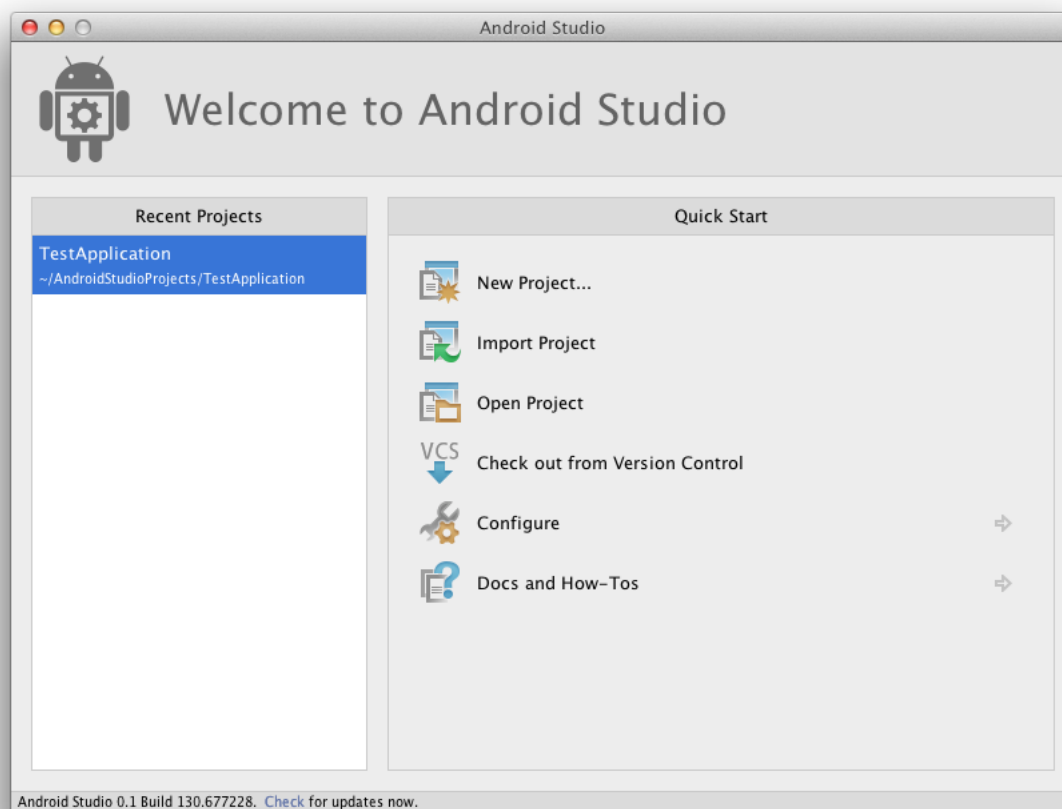 Android Studio
Welcome to Android Studio
Recent Projects
TestApplication
~/AndroidStudioProjects/TestApplication
Quick Start
New Project...
Import Project
Open Project
VCS
Check out from Version Control
Configure
Docs and How-Tos
Android Studio 0.1 Build 130.677228. Check for updates now.